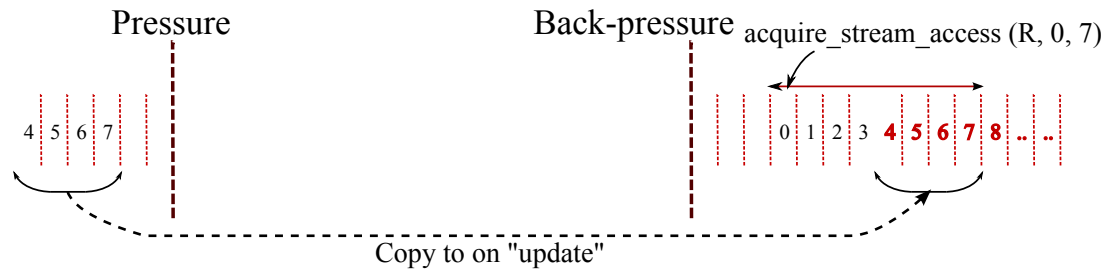 Pressure
Back-pressure
acquire_stream_access (R, 0, 7)
4 5 6 7
0 1 2 3 4 5 6 7 8 .. ..
Copy to on "update"